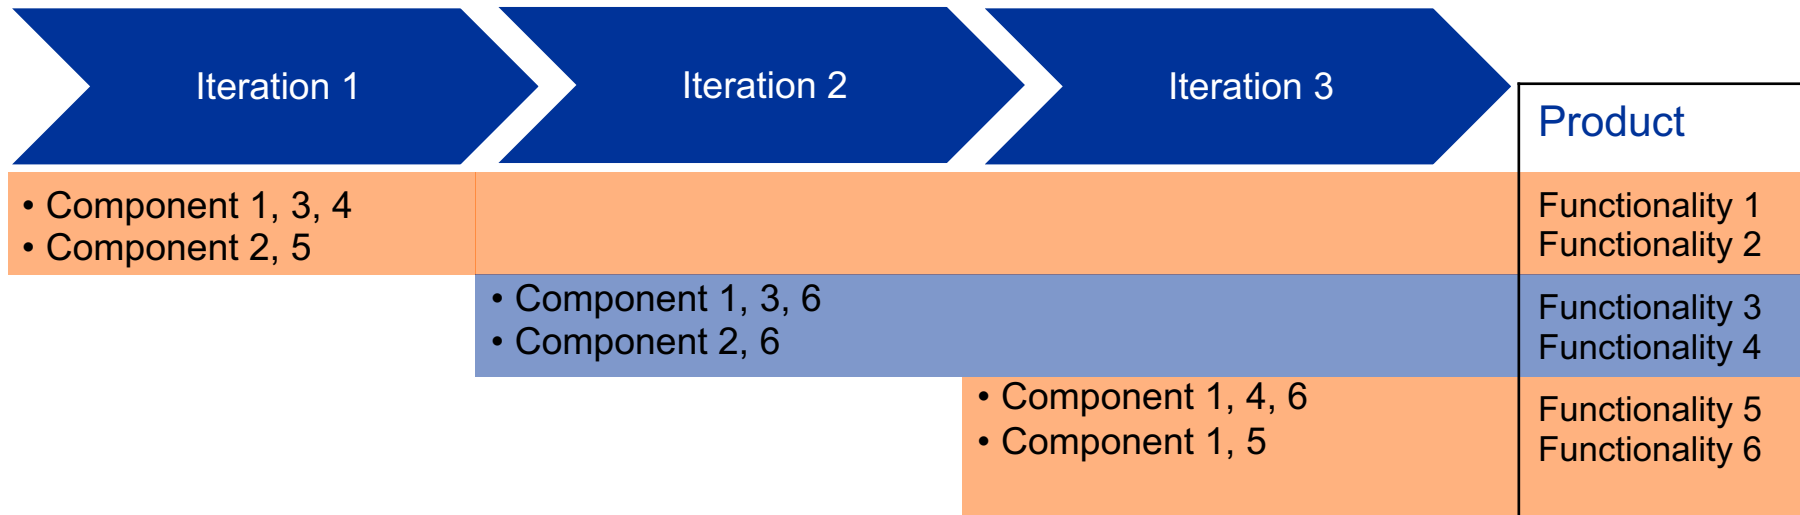 Iteration 1
Iteration 2
Iteration 3
Product
• Component 1, 3, 4
• Component 2, 5
Functionality 1
Functionality 2
• Component 1, 3, 6
• Component 2, 6
Functionality 3
Functionality 4
• Component 1, 4, 6
• Component 1, 5
Functionality 5
Functionality 6